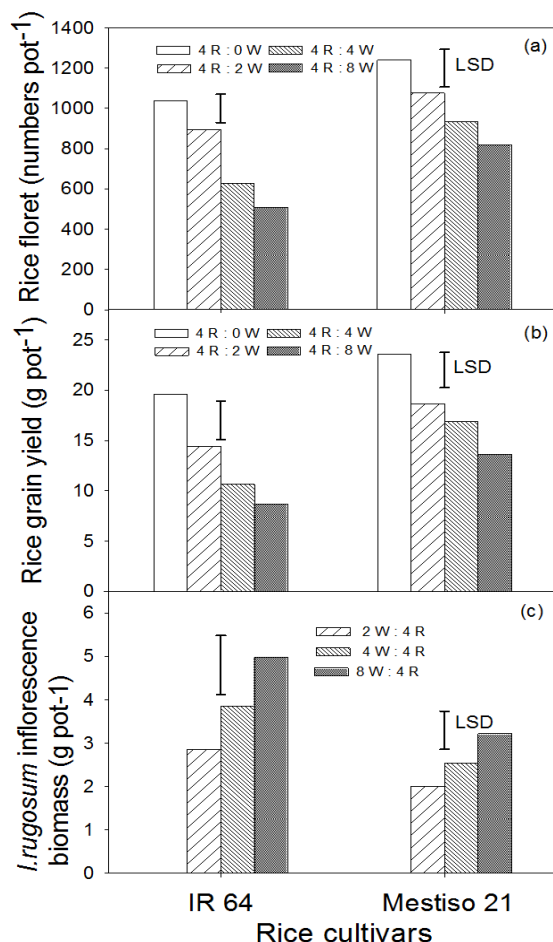 (a)
4 R : 0 W
4 R : 4 W
4 R : 2 W
4 R : 8 W
LSD
Rice floret (numbers pot-1)
1400
1200
1000
800
600
400
200
0
(b)
4 R : 0 W
4 R : 4 W
4 R : 2 W
4 R : 8 W
LSD
Rice grain yield (g pot-1)
25
20
15
10
5
0
(c)
2 W : 4 R
4 W : 4 R
8 W : 4 R
LSD
I.rugosum inflorescence
biomass (g pot-1)
6
5
4
3
2
1
0
IR 64
Mestiso 21
Rice cultivars